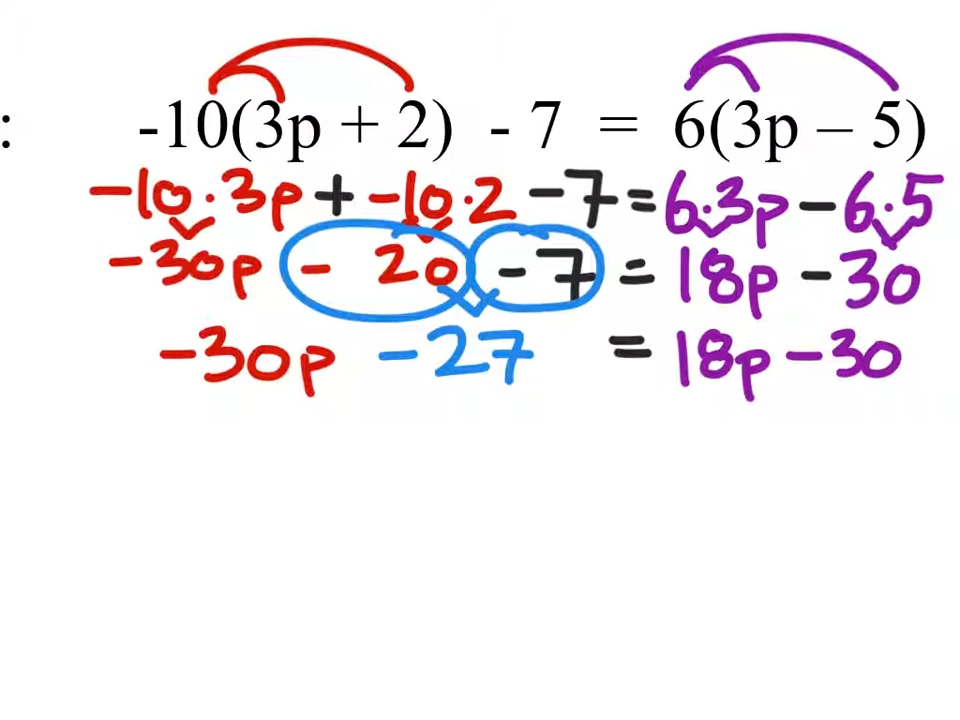 : -10(3p + 2) - 7 = 6(3p – 5)
-10·3p + -10·2 -7 = 6·3p - 6·5
-30p - 20 -7 = 18p - 30
-30p -27 = 18p -30